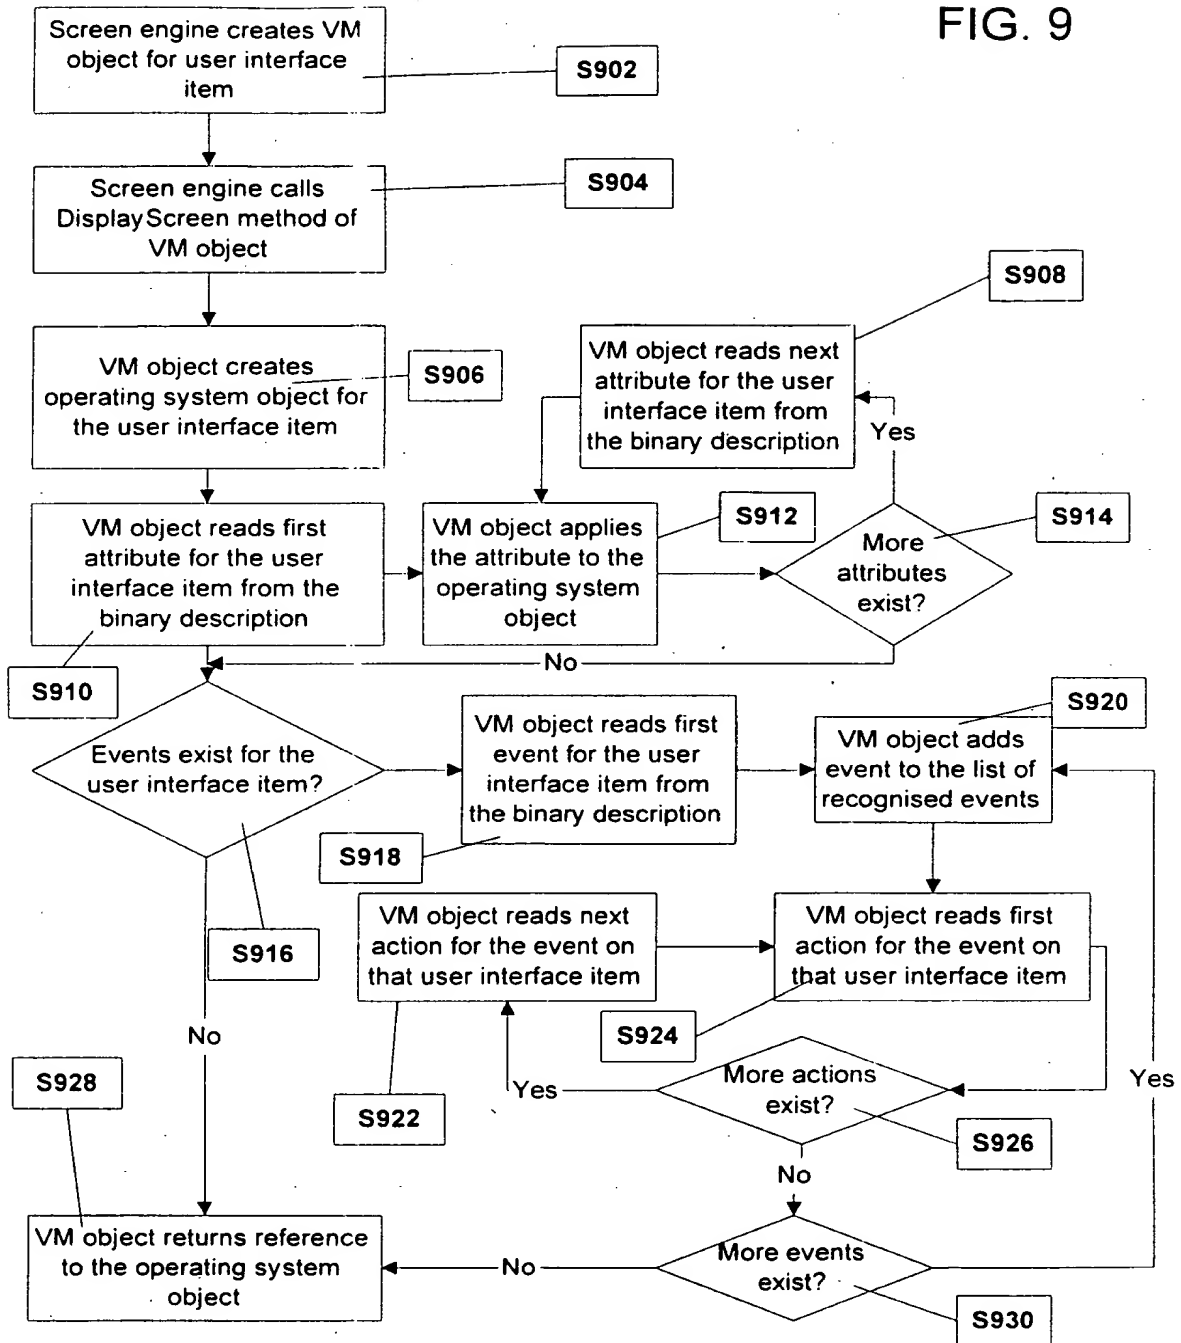 FIG. 9
Screen engine creates VM
object for user interface
item
S902
Screen engine calls
DisplayScreen method of
VM object
S904
S908
VM object creates
operating system object for
the user interface item
S906
VM object reads next
attribute for the user
interface item from
the binary description
Yes
VM object reads first
attribute for the user
interface item from the
binary description
VM object applies
the attribute to the
operating system
object
S912
More
attributes
exist?
S914
No
S910
Events exist for the
user interface item?
VM object reads first
event for the user
interface item from
the binary description
S920
VM object adds
event to the list of
recognised events
S918
S916
VM object reads next
action for the event on
that user interface item
VM object reads first
action for the event on
that user interface item
S924
No
S928
Yes
More actions
exist?
Yes
S922
S926
No
VM object returns reference
to the operating system
object
No
More events
exist?
S930